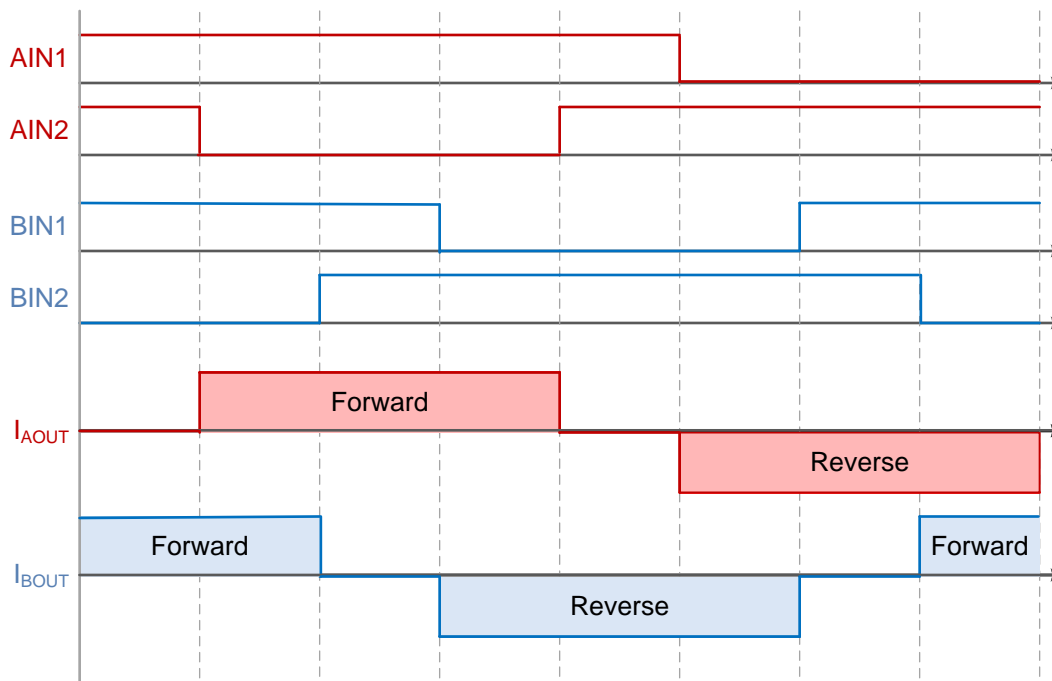 AIN1
AIN2
BIN1
BIN2
Forward
IAOUT
Reverse
Forward
Forward
IBOUT
Reverse